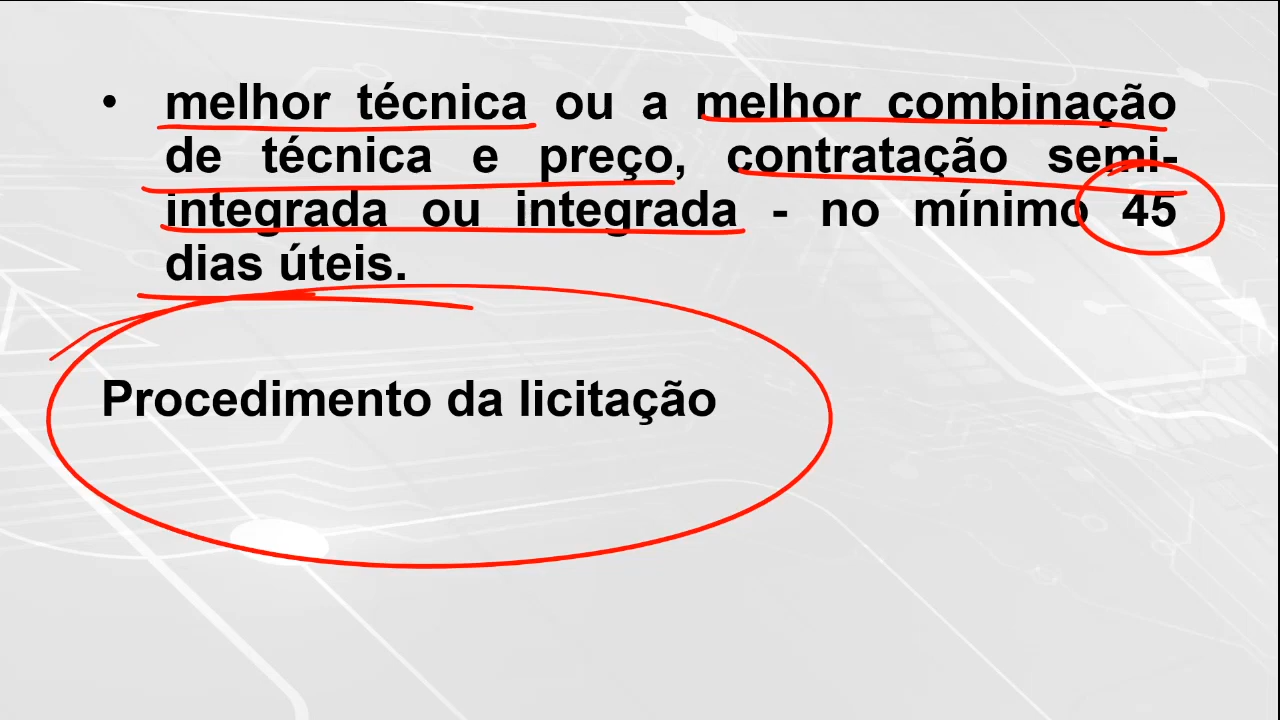 • melhor técnica ou a melhor combinação
de técnica e preço, contratação semi-
integrada ou integrada - no mínimo 45
dias úteis.
Procedimento da licitação